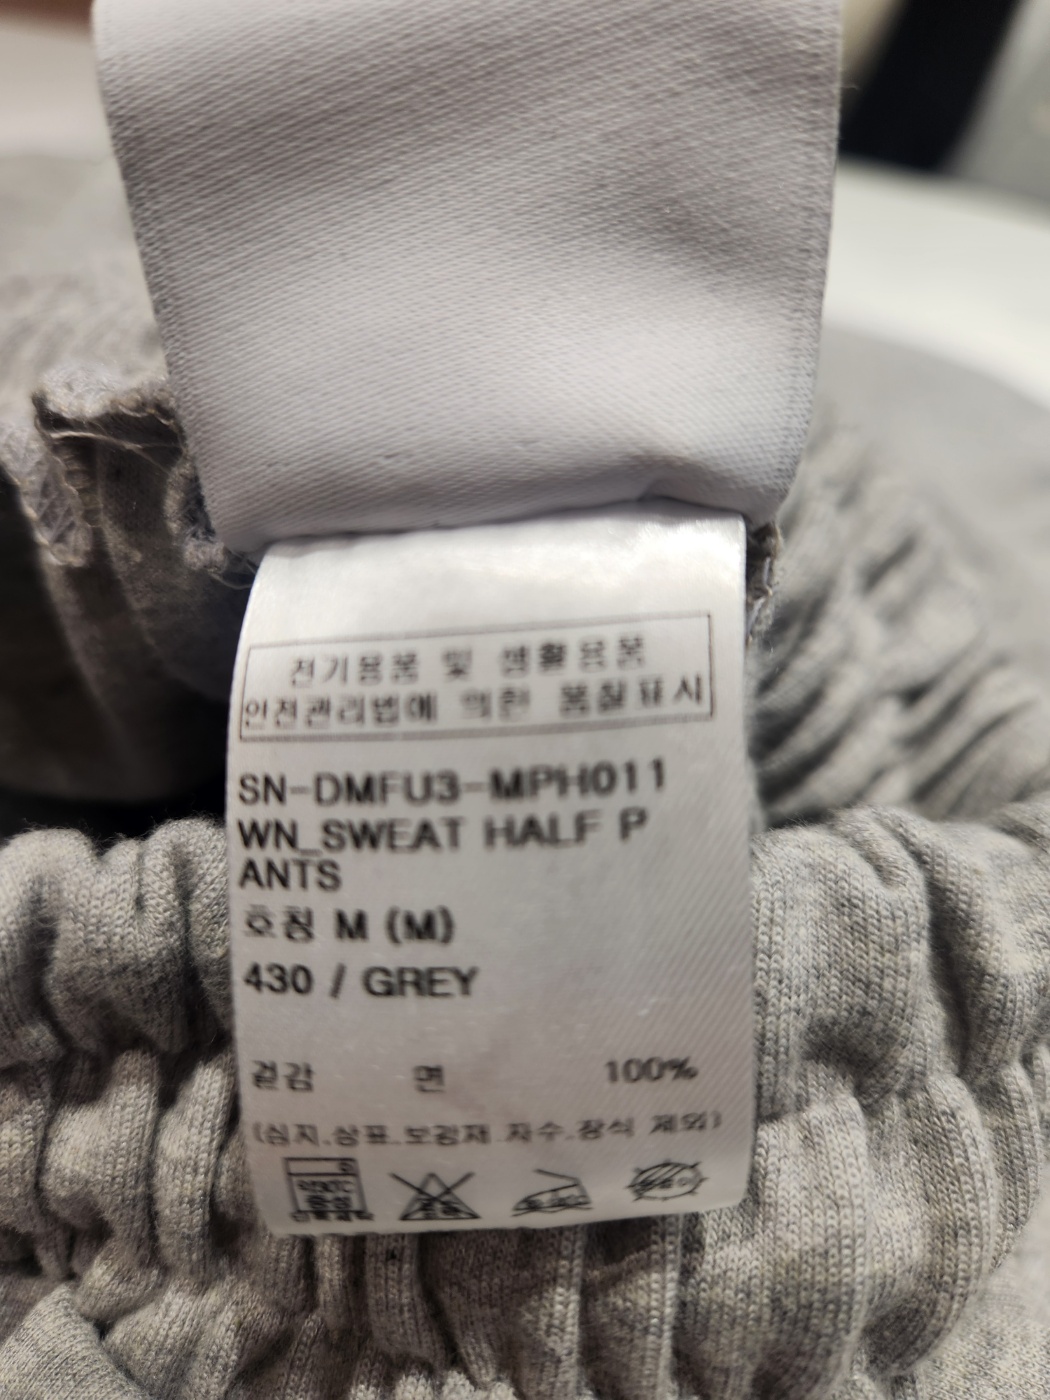 전기용품 및 생활용품
안전관리법에 의한 품질표시
SN-DMFU3-MPH011
WN_SWEAT HALF P
ANTS
호칭 M (M)
430 / GREY
겉감 면 100%
(심지.상표.보강재.자수.장식 제외)